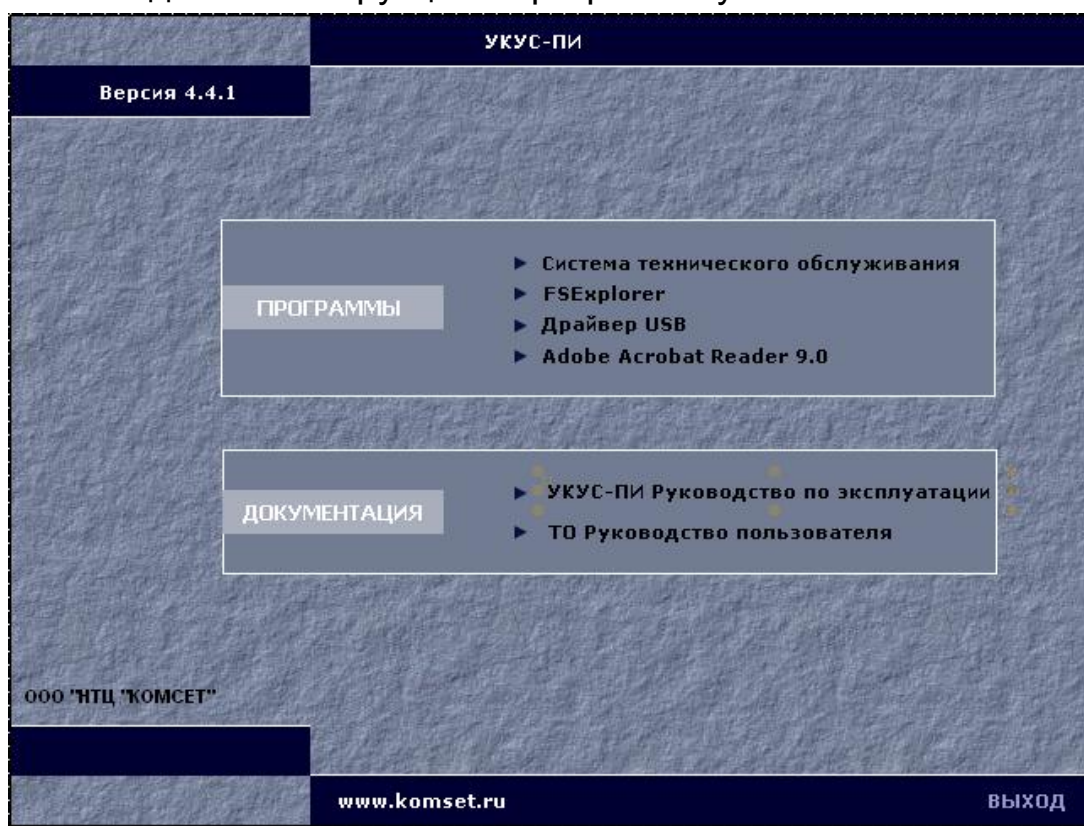 УКУС-ПИ
Версия 4.4.1
ПРОГРАММЫ
Система технического обслуживания
FSExplorer
Драйвер USB
Adobe Acrobat Reader 9.0
ДОКУМЕНТАЦИЯ
УКУС-ПИ Руководство по эксплуатации
ТО Руководство пользователя
ООО "НТЦ "КОМСЕТ"
www.komset.ru
ВЫХОД